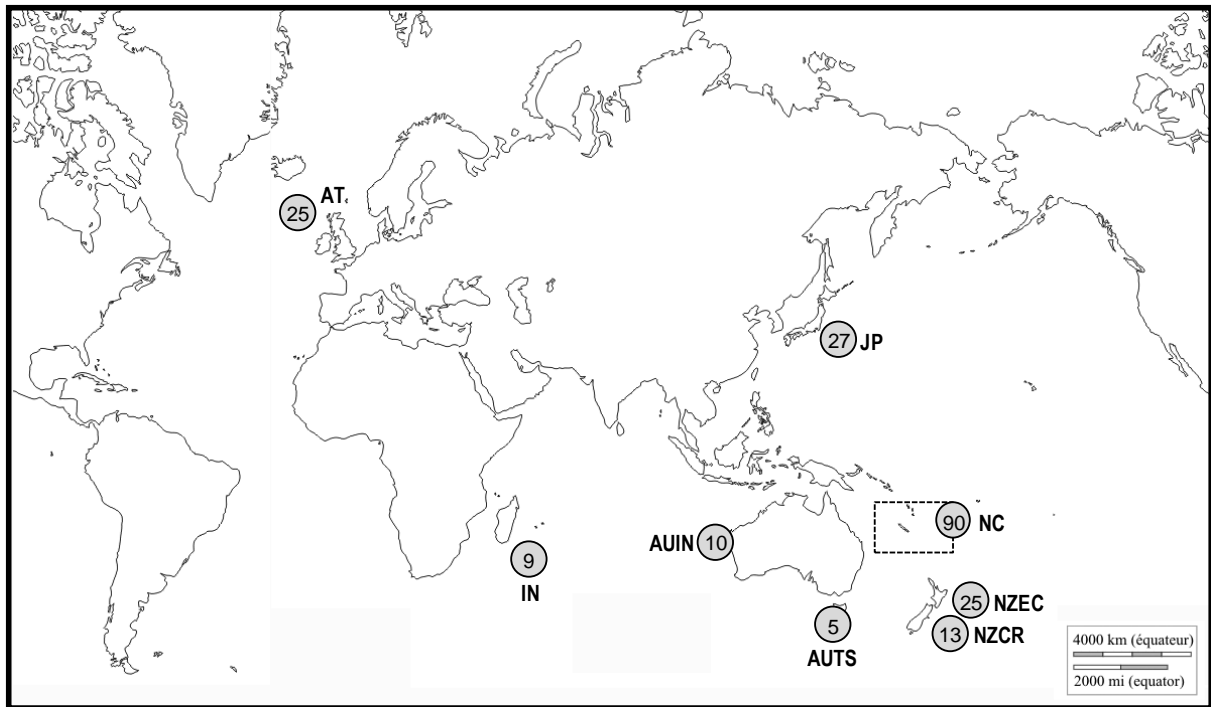 AT
25
27 JP
90 NC
AUIN 10
9
IN
25 NZEC
5
13 NZCR
AUTS
4000 km (équateur)
2000 mi (equator)